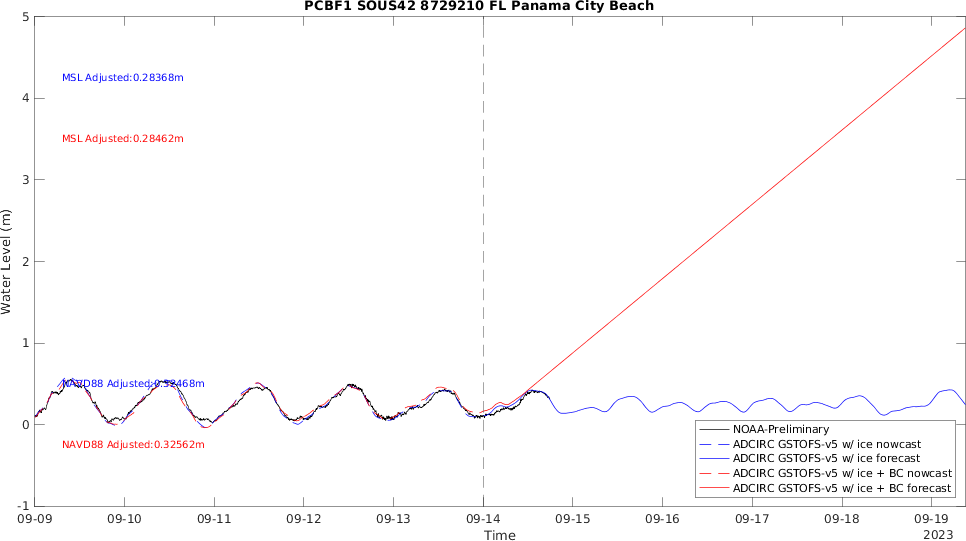 PCBF1 SOUS42 8729210 FL Panama City Beach
5
4
3
2
1
0
-1
Water Level (m)
MSL Adjusted:0.28368m
MSL Adjusted:0.28462m
NAVD88 Adjusted:0.32468m
NAVD88 Adjusted:0.32562m
NOAA-Preliminary
ADCIRC GSTOFS-v5 w/ ice nowcast
ADCIRC GSTOFS-v5 w/ ice forecast
ADCIRC GSTOFS-v5 w/ ice + BC nowcast
ADCIRC GSTOFS-v5 w/ ice + BC forecast
09-09 09-10 09-11 09-12 09-13 09-14 09-15 09-16 09-17 09-18 09-19
Time
2023